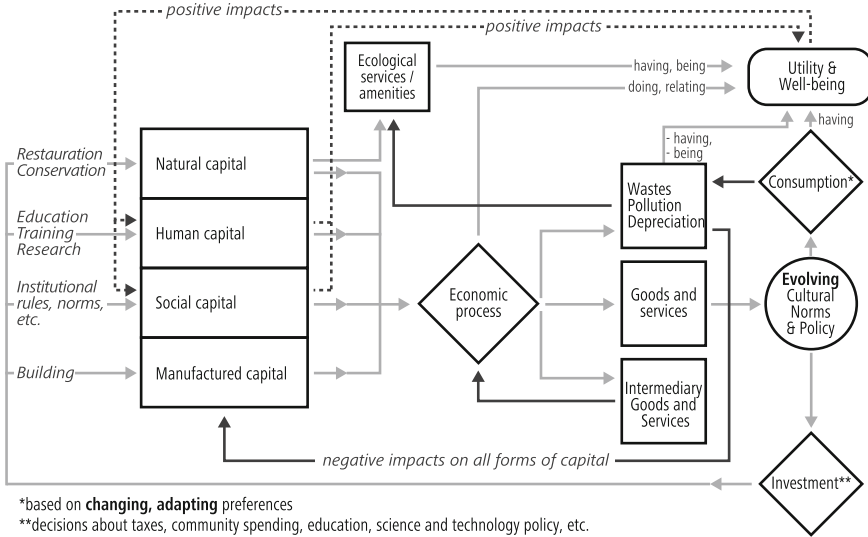 positive impacts
positive impacts
Ecological
services /
amenities
having, being
doing, relating
Utility &
Well-being
having
- having,
- being
Restauration
Conservation
Natural capital
Wastes
Pollution
Depreciation
Consumption*
Education
Training
Research
Human capital
Institutional
rules, norms,
etc.
Social capital
Economic
process
Goods and
services
Evolving
Cultural
Norms
& Policy
Building
Manufactured capital
Intermediary
Goods and
Services
negative impacts on all forms of capital
Investment**
*based on changing, adapting preferences
**decisions about taxes, community spending, education, science and technology policy, etc.